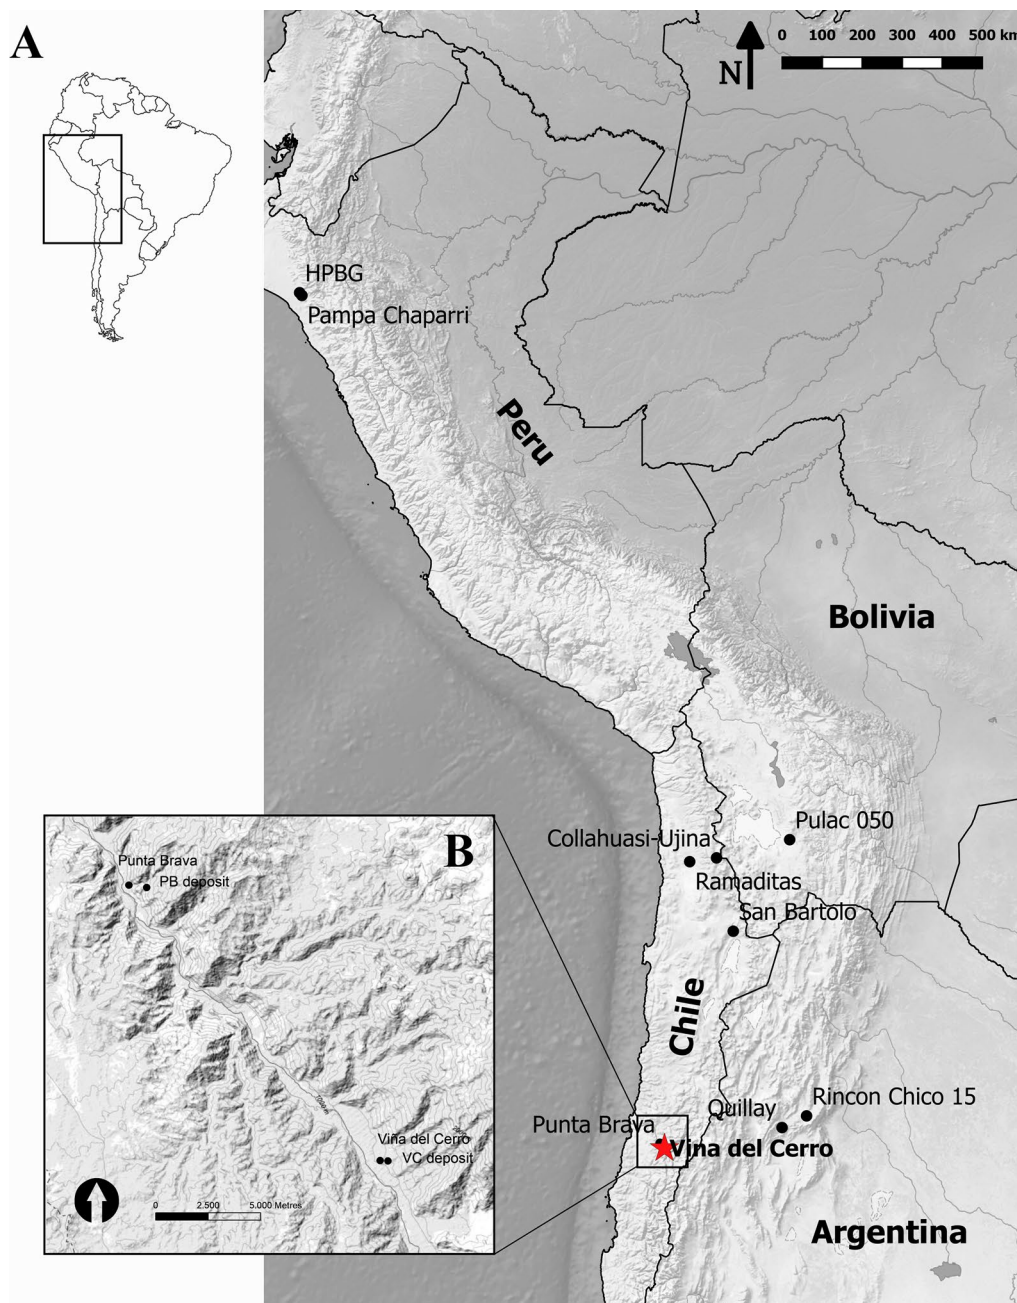 A
N
0 100 200 300 400 500 km
HPBG
Pampa Chaparri
Peru
Bolivia
Pulac 050
Collahuasi-Ujina
Ramaditas
San Bartolo
Chile
Rincon Chico 15
Quillay
Punta Brava
Vina del Cerro
Argentina
B
Punta Brava
PB deposit
Viña del Cerro
VC deposit
0 2.500 5.000 Metres